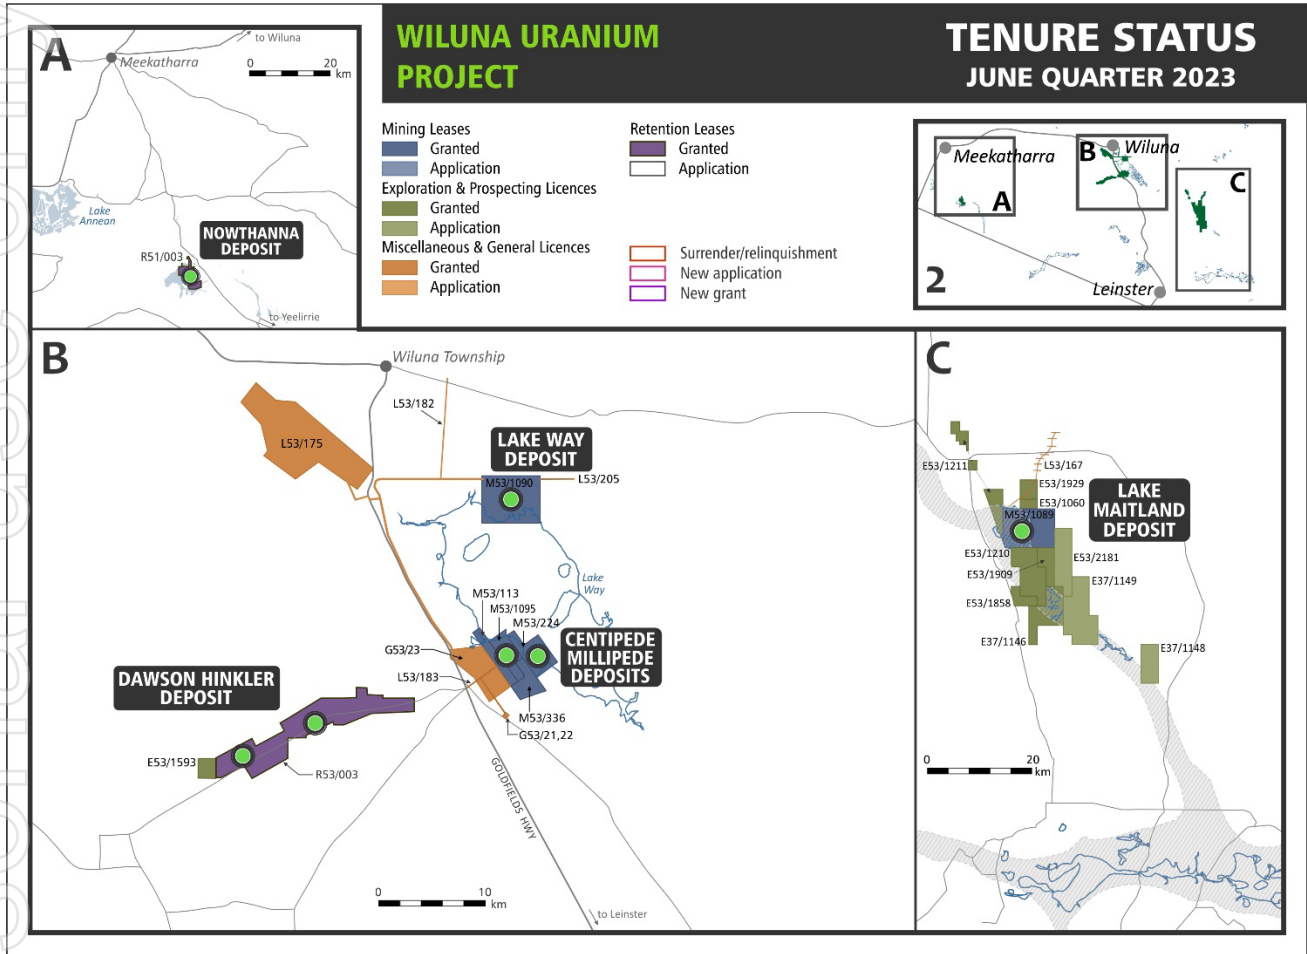 WILUNA URANIUM
PROJECT
TENURE STATUS
JUNE QUARTER 2023
A
to Wiluna
Meekatharra
0 20
km
Lake
Annean
NOWTHANNA
DEPOSIT
R51/003
to Yeelirrie
Mining Leases
Granted
Application
Exploration & Prospecting Licences
Granted
Application
Miscellaneous & General Licences
Granted
Application
Retention Leases
Granted
Application
Surrender/relinquishment
New application
New grant
Meekatharra
A
B
Wiluna
C
2
Leinster
B
Wiluna Township
L53/182
L53/175
LAKE WAY
DEPOSIT
M53/1090
L53/205
Lake
Way
M53/113
M53/1095
M53/224
G53/23
CENTIPEDE
MILLIPEDE
DEPOSITS
L53/183
M53/336
G53/21,22
DAWSON HINKLER
DEPOSIT
E53/1593
R53/003
GOLDFIELDS HWY
0 10
km
to Leinster
C
E53/1211
L53/167
E53/1929
E53/1060
M53/1089
LAKE
MAITLAND
DEPOSIT
E53/1210
E53/2181
E53/1909
E37/1149
E53/1858
E37/1146
E37/1148
0 20
km